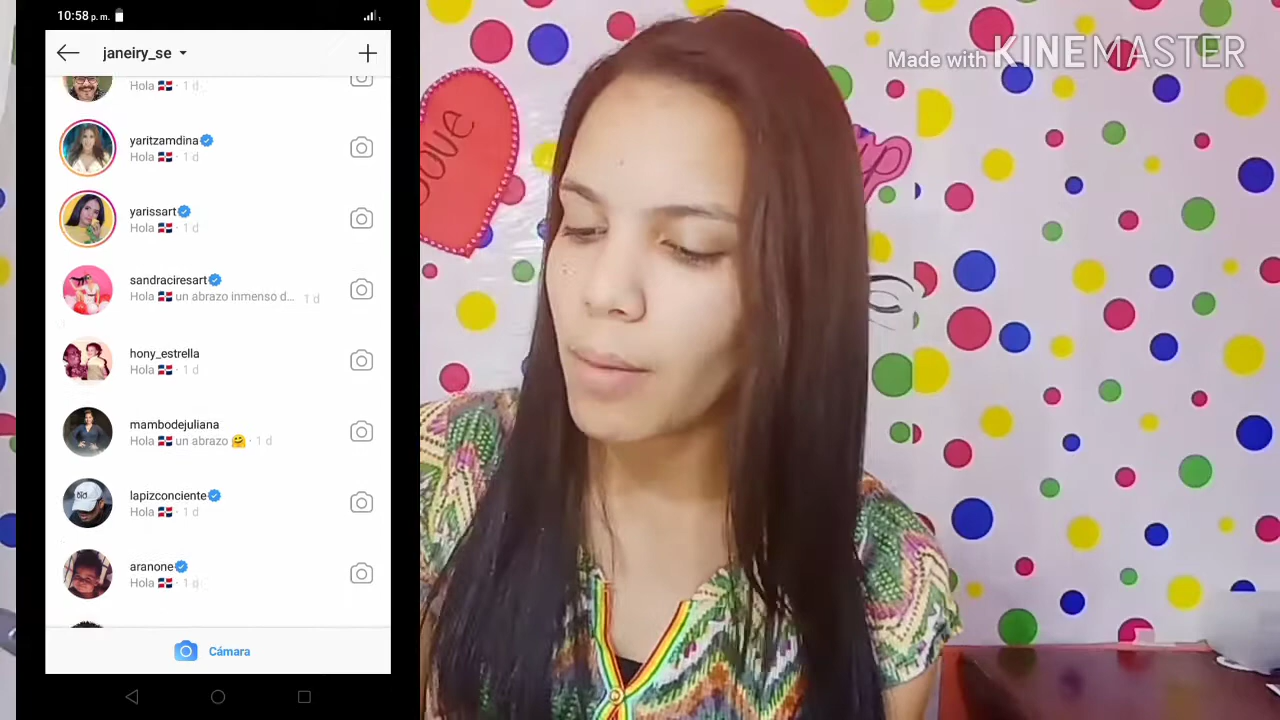 10:58 p. m.
janeiry_se
Hola 🇩🇴 · 1 d
yaritzamdina
Hola 🇩🇴 · 1 d
yarissart
Hola 🇩🇴 · 1 d
sandraciresart
Hola 🇩🇴 un abrazo inmenso d... 1 d
hony_estrella
Hola 🇩🇴 · 1 d
mambodejuliana
Hola 🇩🇴 un abrazo 🤗 · 1 d
lapizconciente
Hola 🇩🇴 · 1 d
aranone
Hola 🇩🇴 · 1 d
Cámara
Love
Made with KINEMASTER